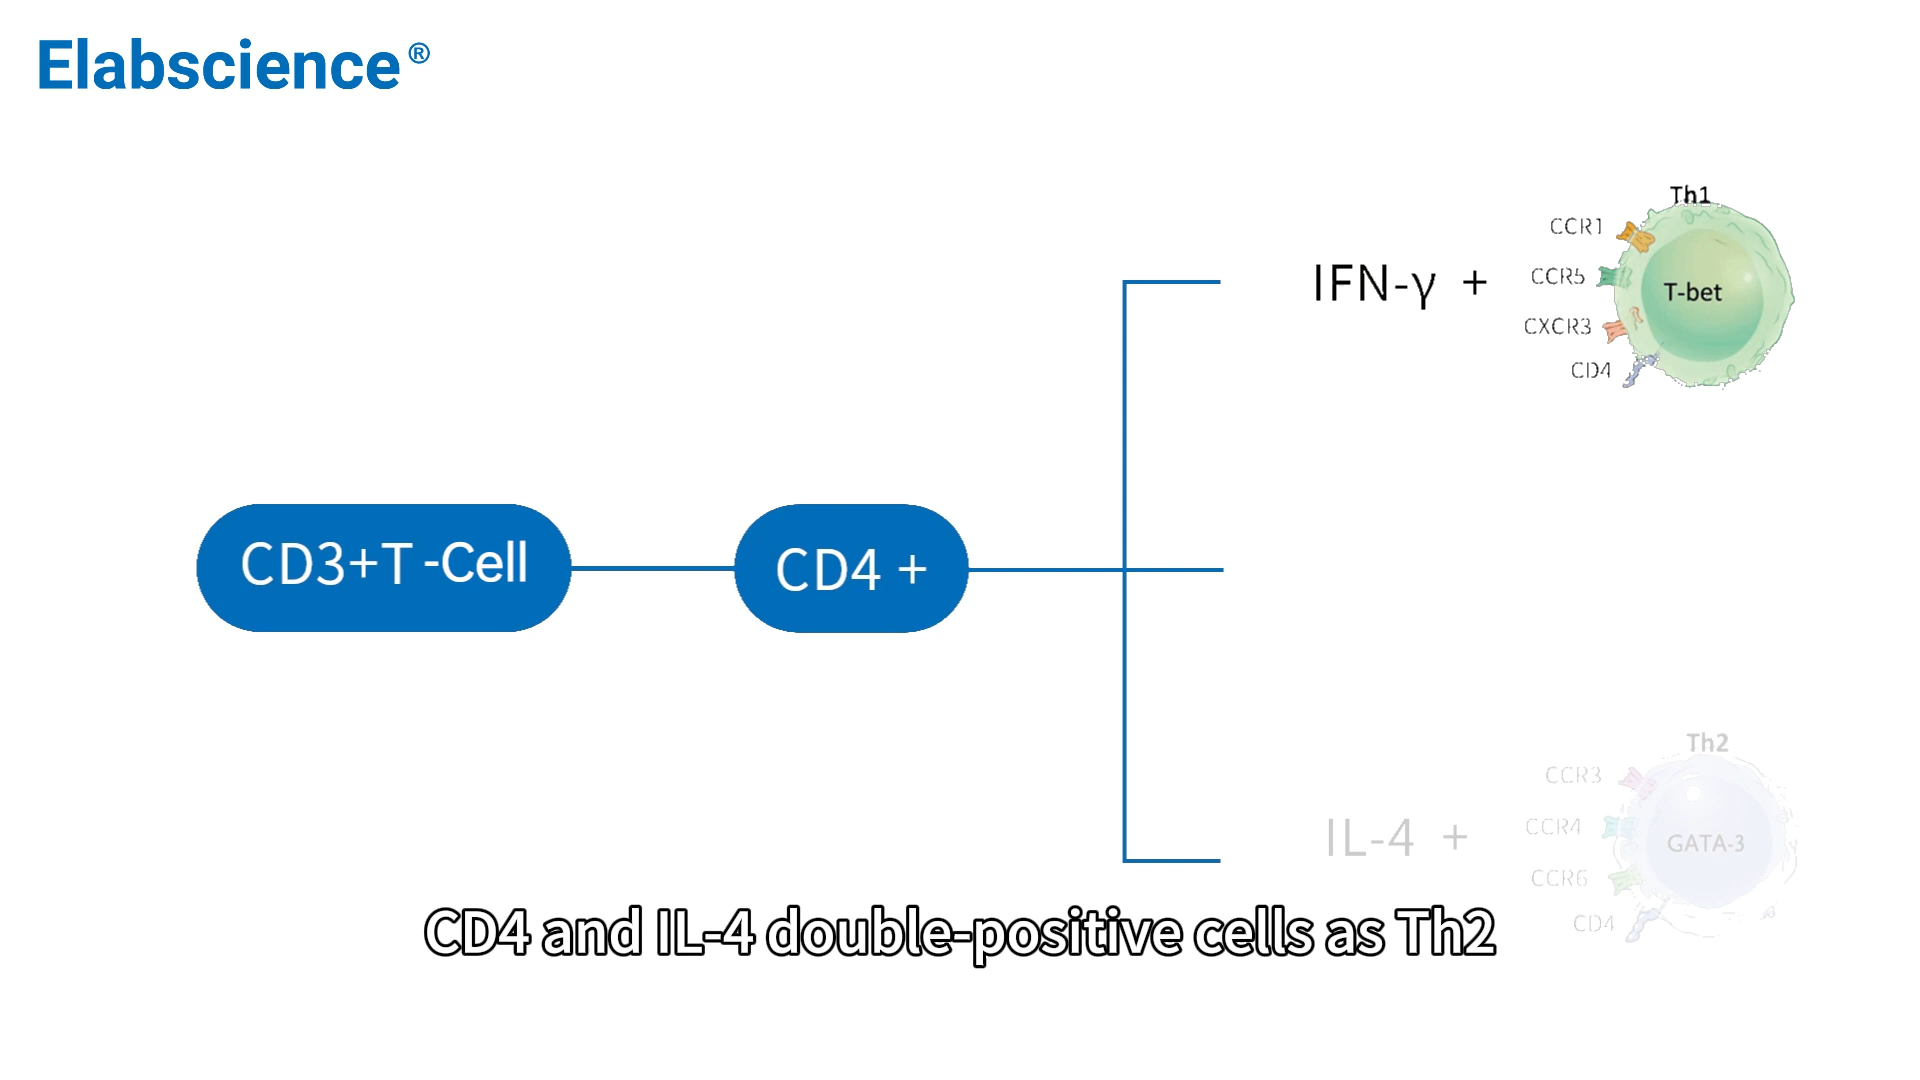 Elabscience®
Th1
CCR1
CCR5
CXCR3
CD4
T-bet
IFN-γ +
CD3+T -Cell
CD4 +
Th2
CCR3
CCR4
CCR6
CD4
GATA-3
IL-4 +
CD4 and IL-4 double-positive cells as Th2